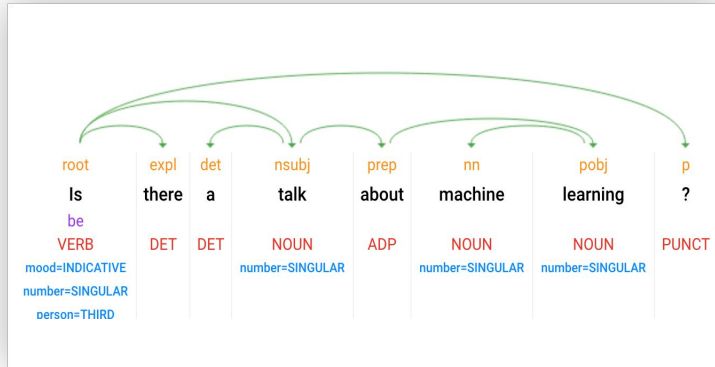 root expl det nsubj prep nn pobj p
Is there a talk about machine learning ?
be
VERB DET DET NOUN ADP NOUN NOUN PUNCT
mood=INDICATIVE number=SINGULAR number=SINGULAR number=SINGULAR
number=SINGULAR
person=THIRD